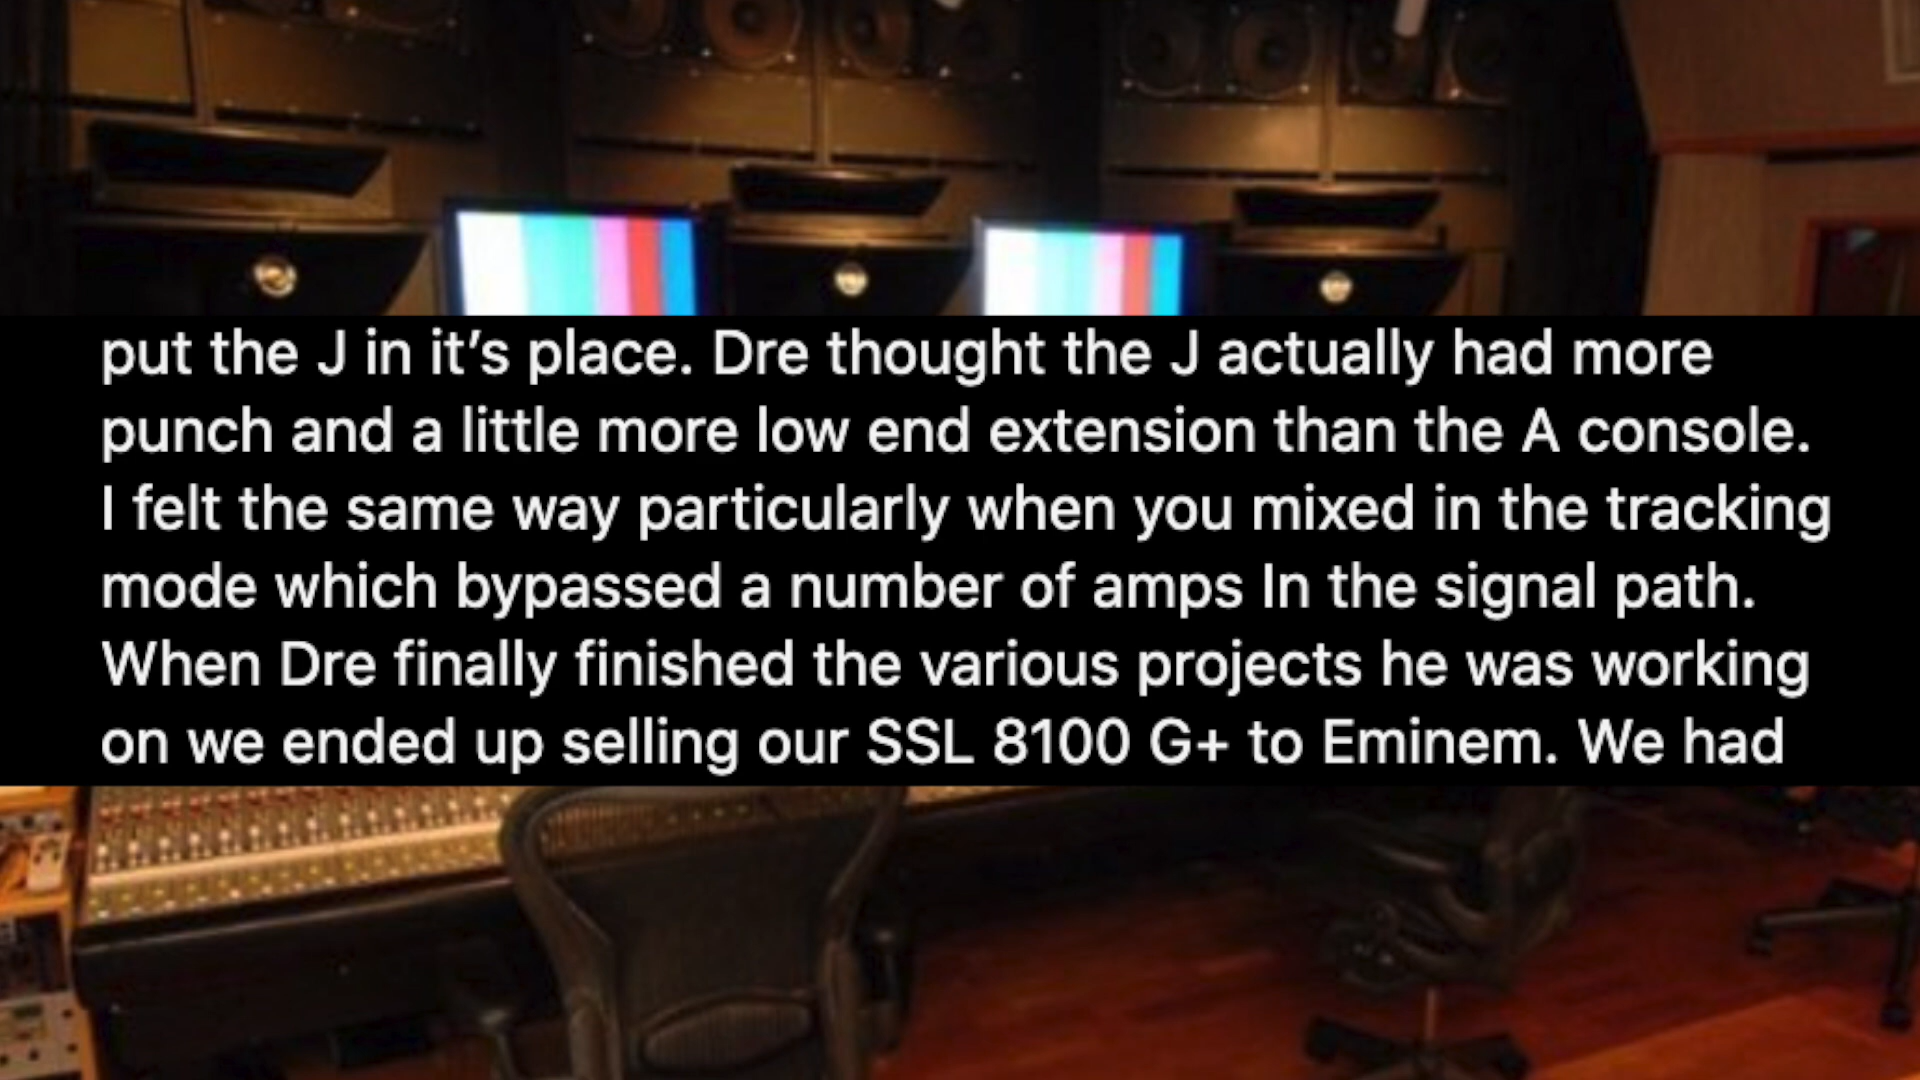 put the J in it’s place. Dre thought the J actually had more
punch and a little more low end extension than the A console.
I felt the same way particularly when you mixed in the tracking
mode which bypassed a number of amps In the signal path.
When Dre finally finished the various projects he was working
on we ended up selling our SSL 8100 G+ to Eminem. We had